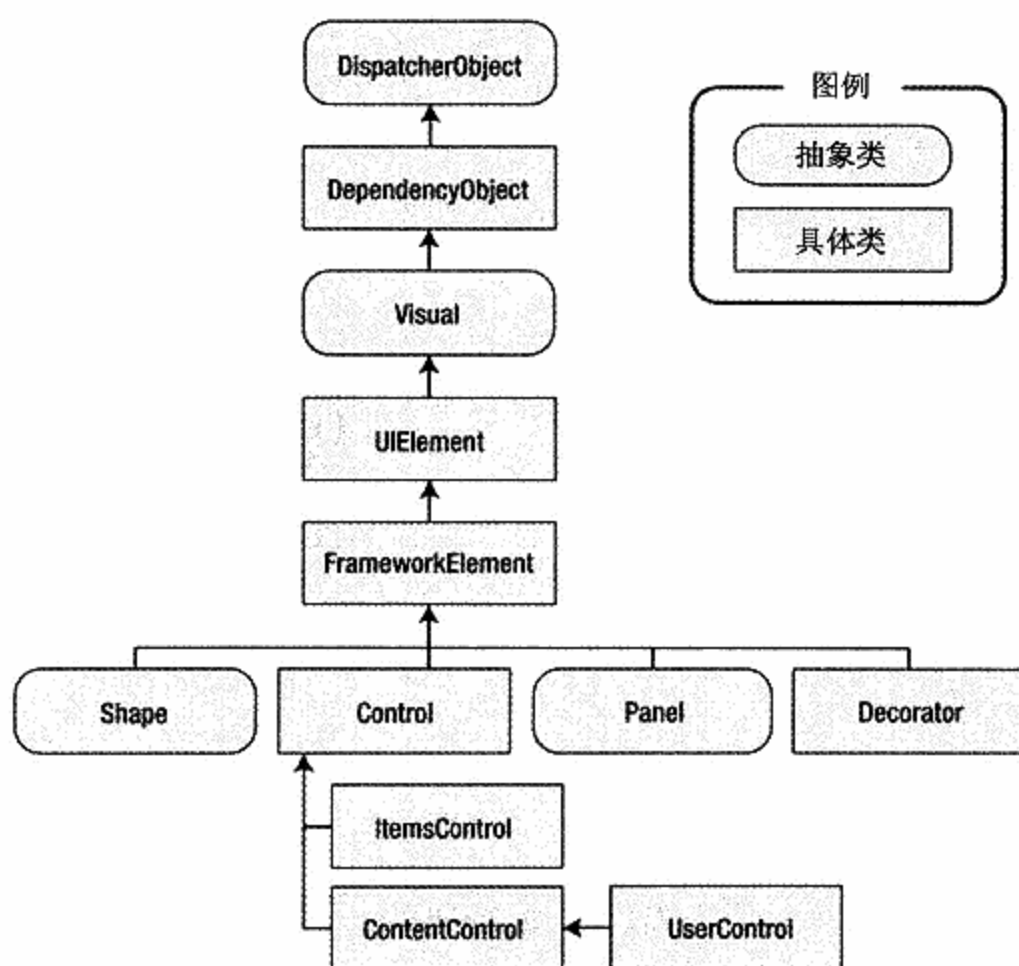 DispatcherObject
图例
抽象类
DependencyObject
具体类
Visual
UIElement
FrameworkElement
Shape
Control
Panel
Decorator
ItemsControl
ContentControl
UserControl